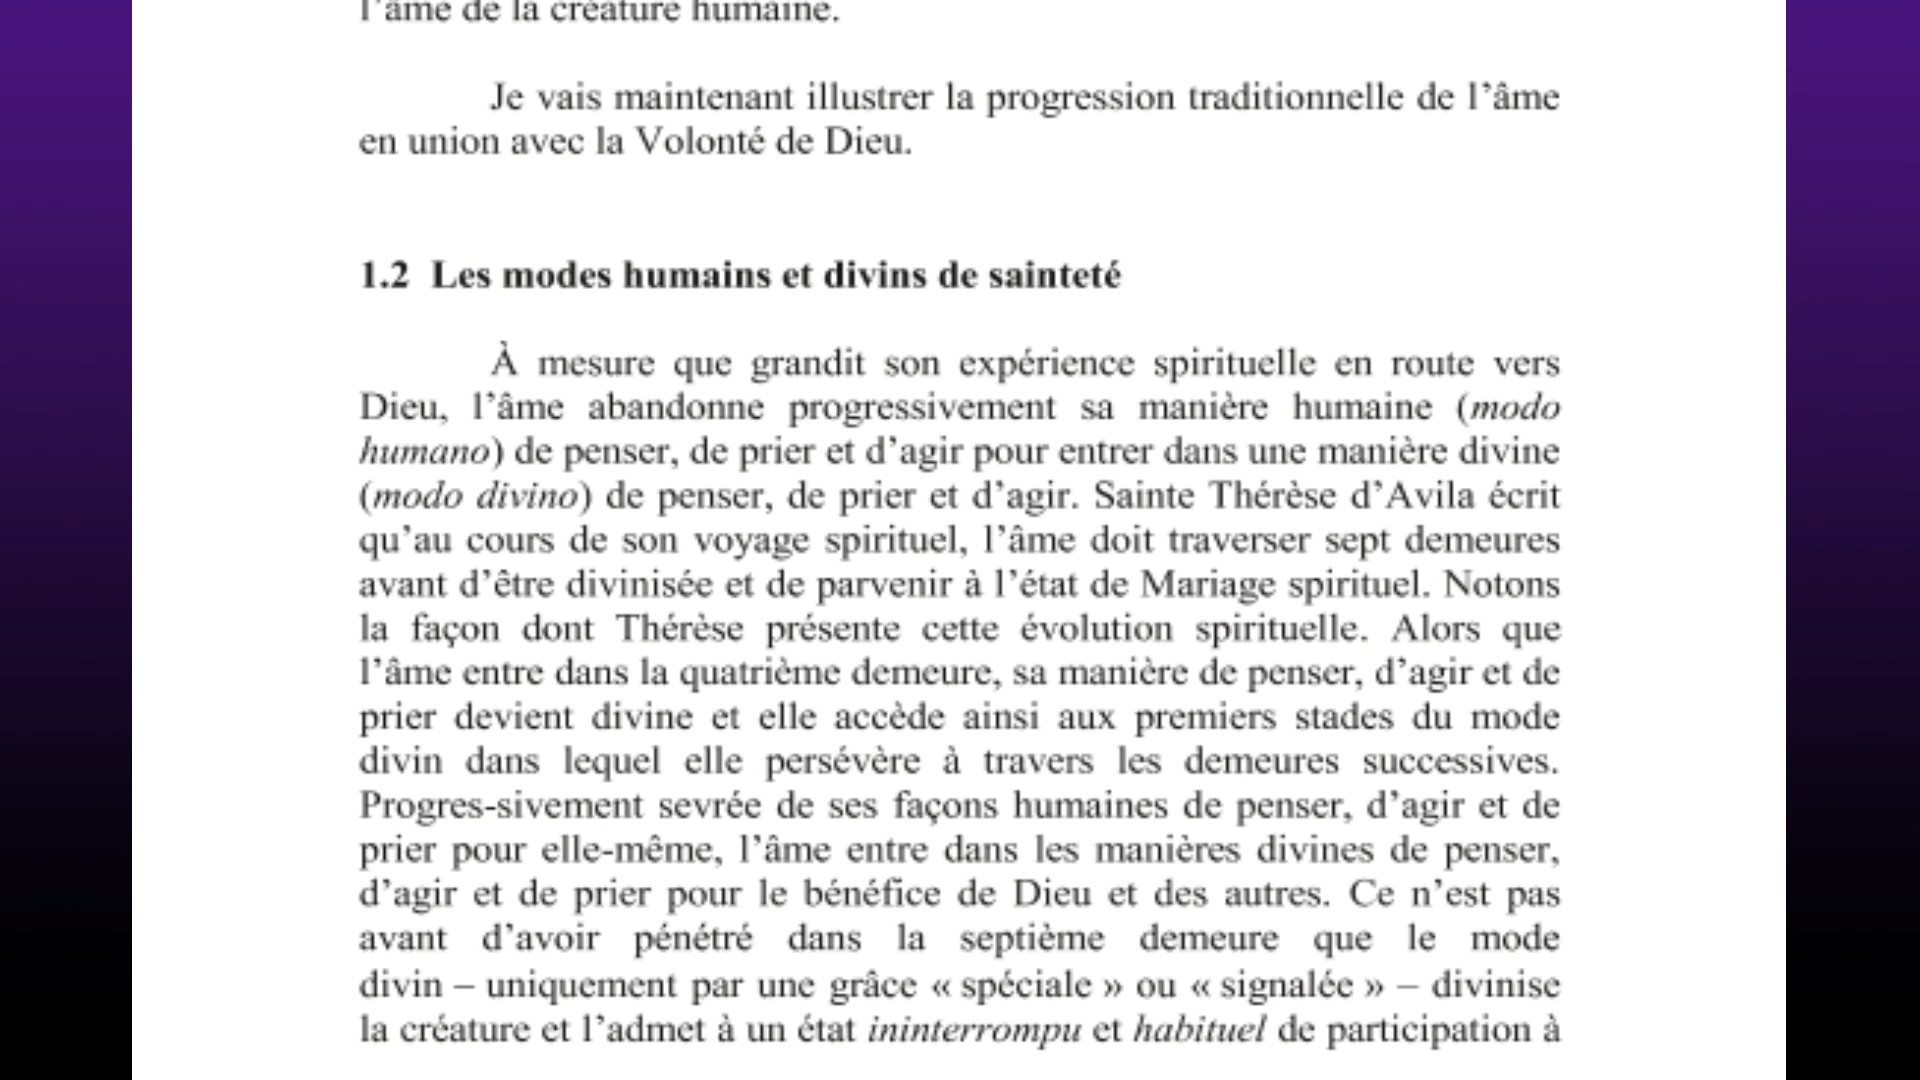 l'âme de la créature humaine.
Je vais maintenant illustrer la progression traditionnelle de l'âme
en union avec la Volonté de Dieu.
1.2 Les modes humains et divins de sainteté
À mesure que grandit son expérience spirituelle en route vers
Dieu, l'âme abandonne progressivement sa manière humaine (modo
humano) de penser, de prier et d'agir pour entrer dans une manière divine
(modo divino) de penser, de prier et d'agir. Sainte Thérèse d'Avila écrit
qu'au cours de son voyage spirituel, l'âme doit traverser sept demeures
avant d'être divinisée et de parvenir à l'état de Mariage spirituel. Notons
la façon dont Thérèse présente cette évolution spirituelle. Alors que
l'âme entre dans la quatrième demeure, sa manière de penser, d'agir et de
prier devient divine et elle accède ainsi aux premiers stades du mode
divin dans lequel elle persévère à travers les demeures successives.
Progres-sivement sevrée de ses façons humaines de penser, d'agir et de
prier pour elle-même, l'âme entre dans les manières divines de penser,
d'agir et de prier pour le bénéfice de Dieu et des autres. Ce n'est pas
avant d'avoir pénétré dans la septième demeure que le mode
divin – uniquement par une grâce « spéciale » ou « signalée » – divinise
la créature et l'admet à un état ininterrompu et habituel de participation à